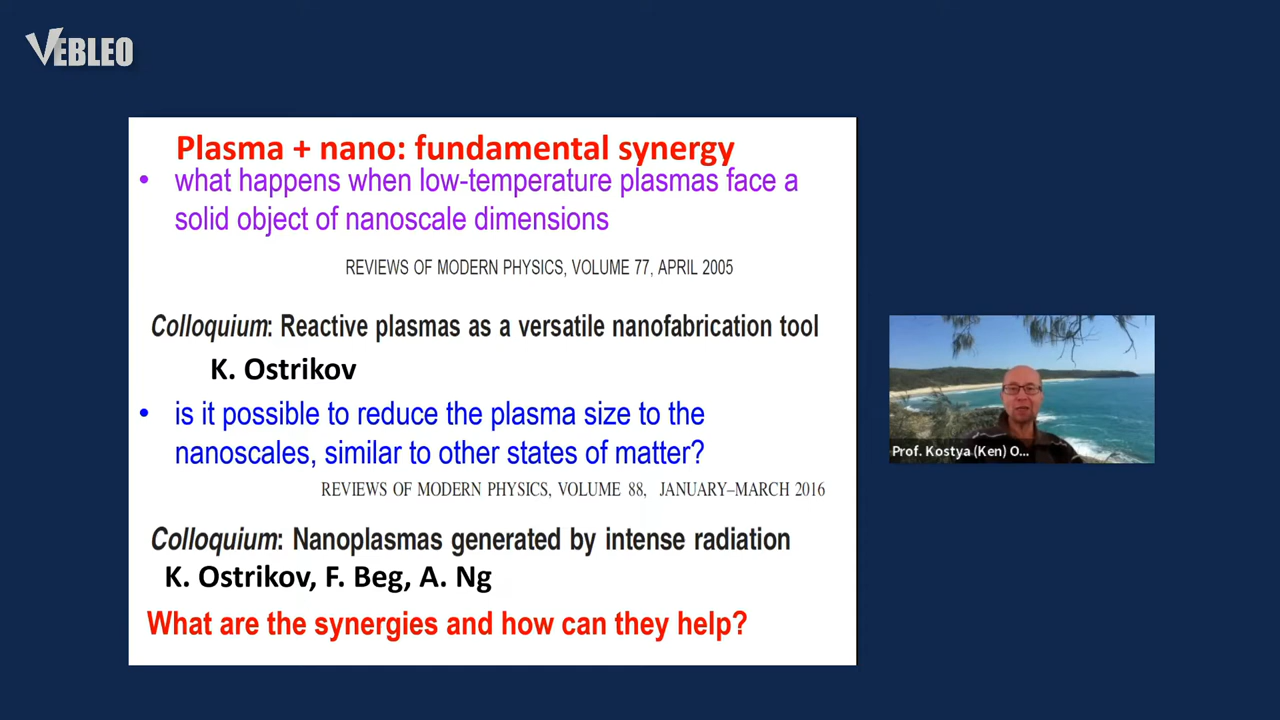 VEBLEO
Plasma + nano: fundamental synergy
• what happens when low-temperature plasmas face a
solid object of nanoscale dimensions
REVIEWS OF MODERN PHYSICS, VOLUME 77, APRIL 2005
Colloquium: Reactive plasmas as a versatile nanofabrication tool
K. Ostrikov
• is it possible to reduce the plasma size to the
nanoscales, similar to other states of matter?
REVIEWS OF MODERN PHYSICS, VOLUME 88, JANUARY–MARCH 2016
Colloquium: Nanoplasmas generated by intense radiation
K. Ostrikov, F. Beg, A. Ng
What are the synergies and how can they help?
Prof. Kostya (Ken) O...